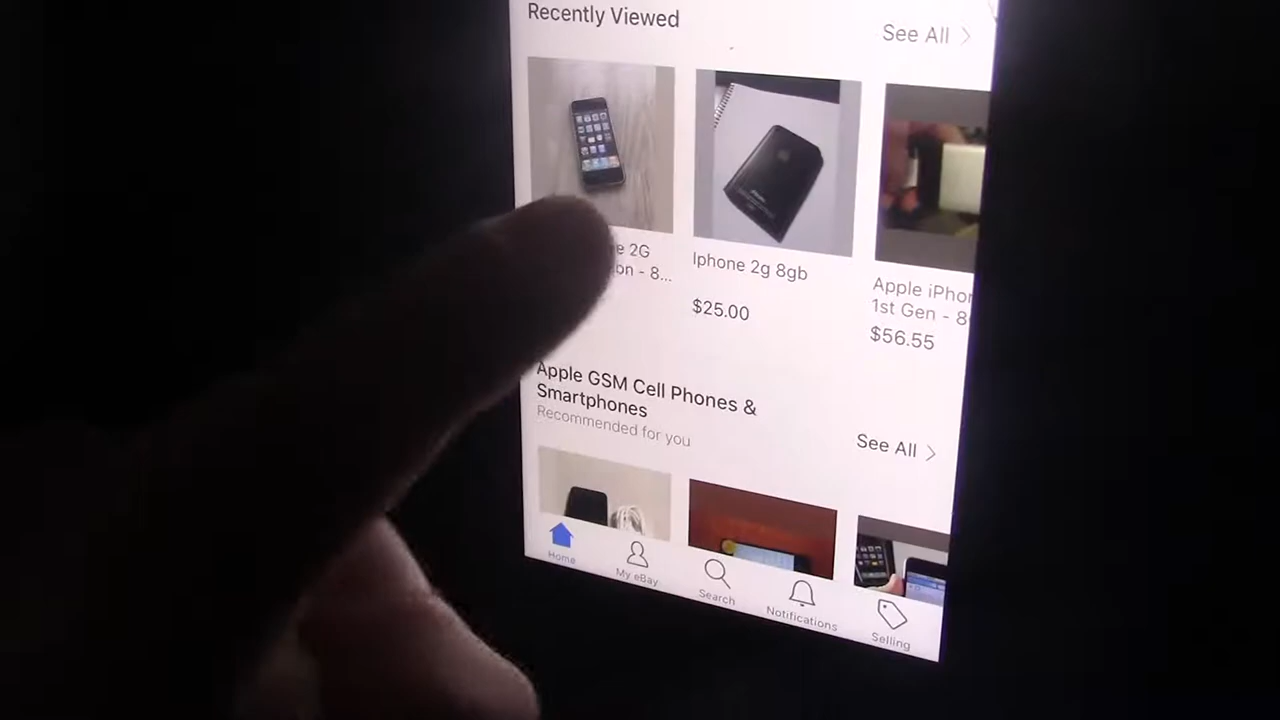 Recently Viewed
See All
e 2G
on - 8...
Iphone 2g 8gb
$25.00
Apple iPhon
1st Gen - 8
$56.55
Apple GSM Cell Phones &
Smartphones
Recommended for you
See All
Home
My eBay
Search
Notifications
Selling